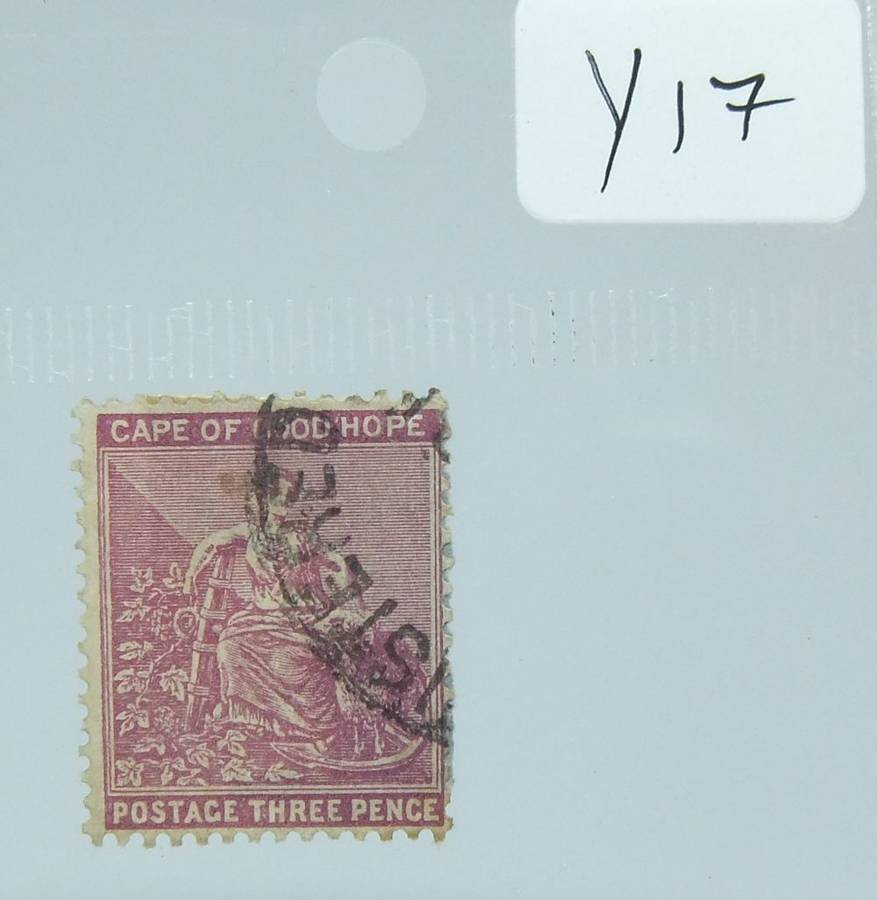 Y17
CAPE OF GOOD HOPE
POSTAGE THREE PENCE